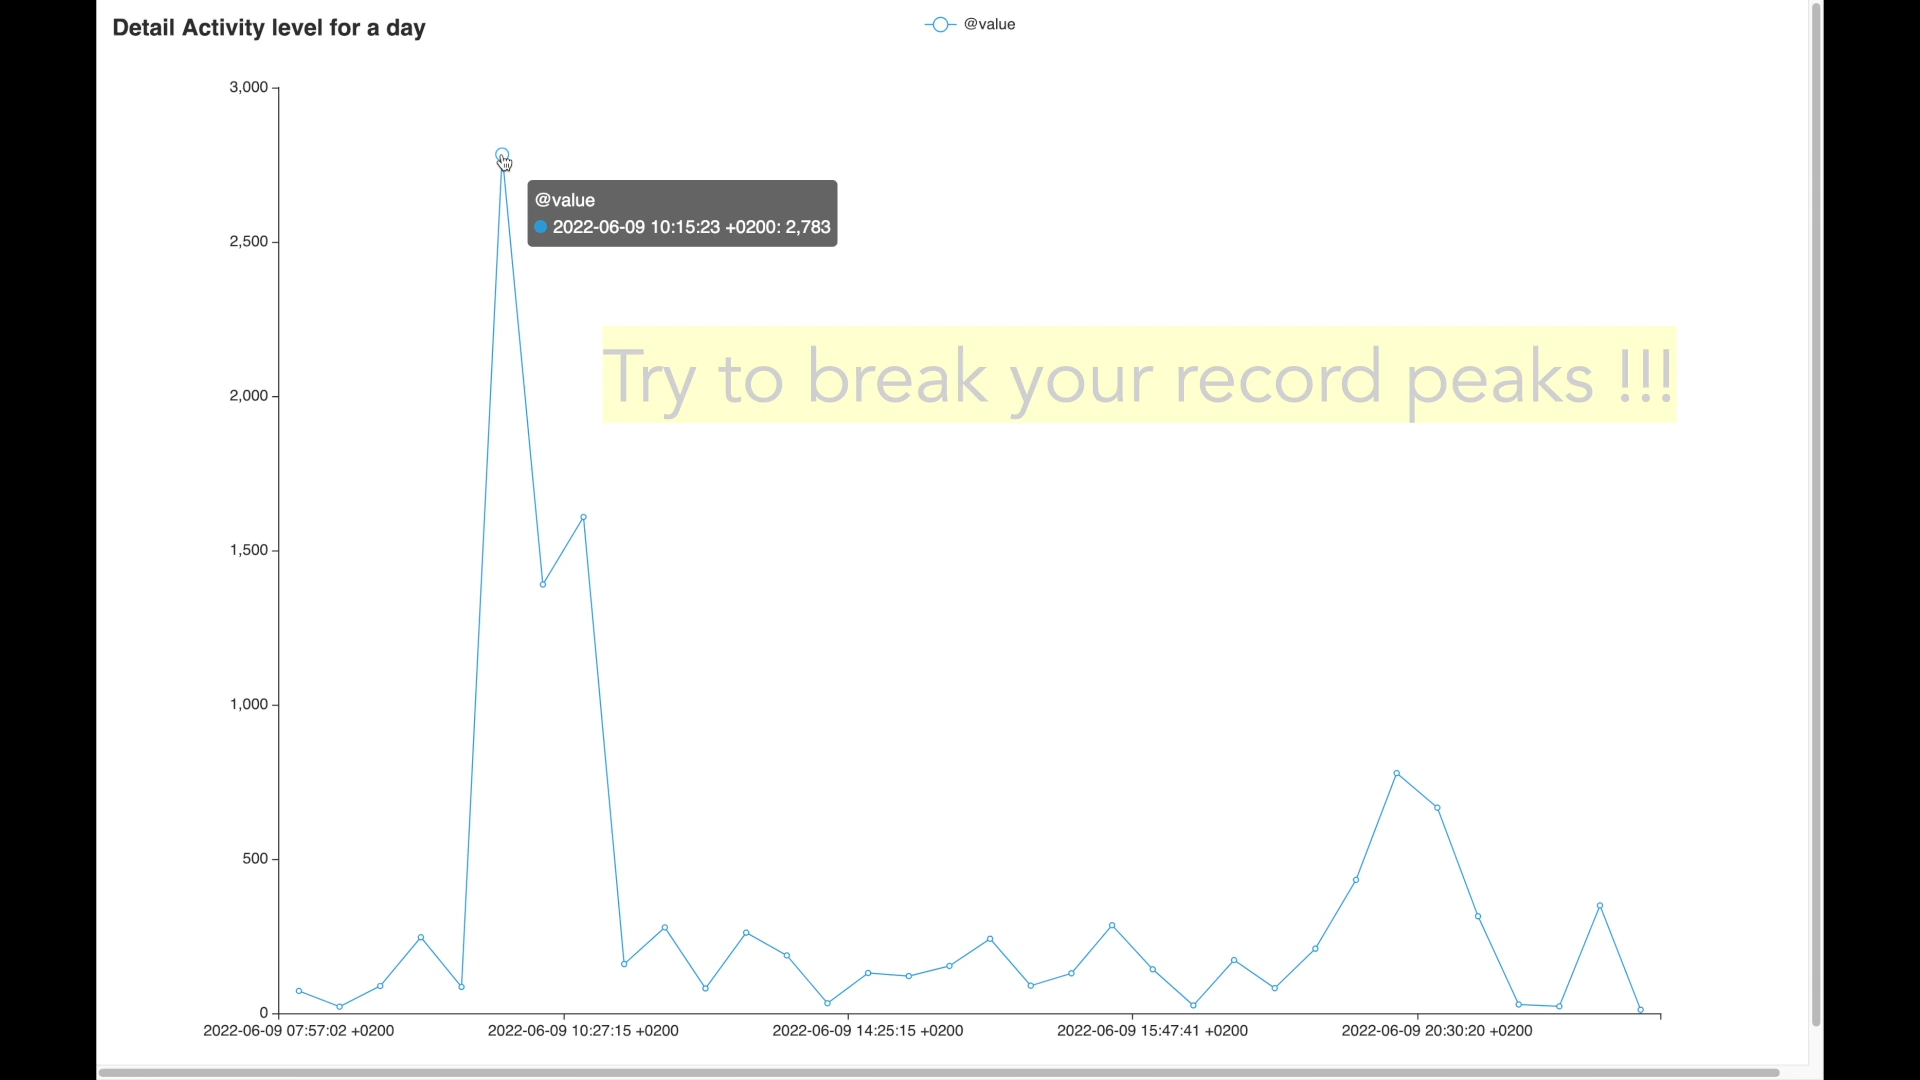 Detail Activity level for a day
@value
3,000
@value
2022-06-09 10:15:23 +0200: 2,783
2,500
Try to break your record peaks !!!
2,000
1,500
1,000
500
0
2022-06-09 07:57:02 +0200
2022-06-09 10:27:15 +0200
2022-06-09 14:25:15 +0200
2022-06-09 15:47:41 +0200
2022-06-09 20:30:20 +0200